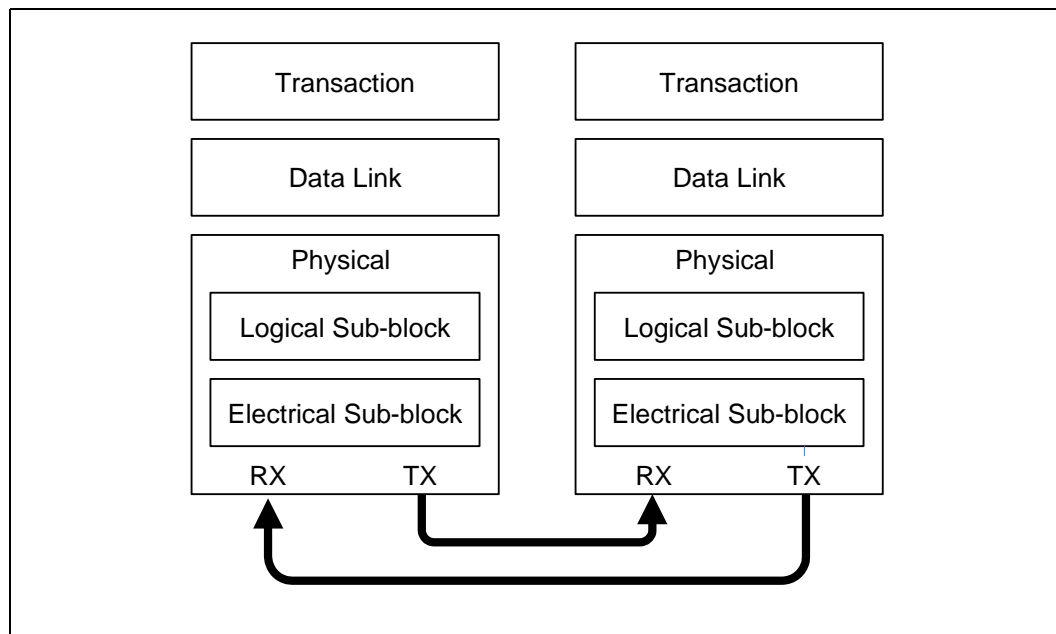 Transaction
Transaction
Data Link
Data Link
Physical
Physical
Logical Sub-block
Logical Sub-block
Electrical Sub-block
Electrical Sub-block
RX
TX
RX
TX